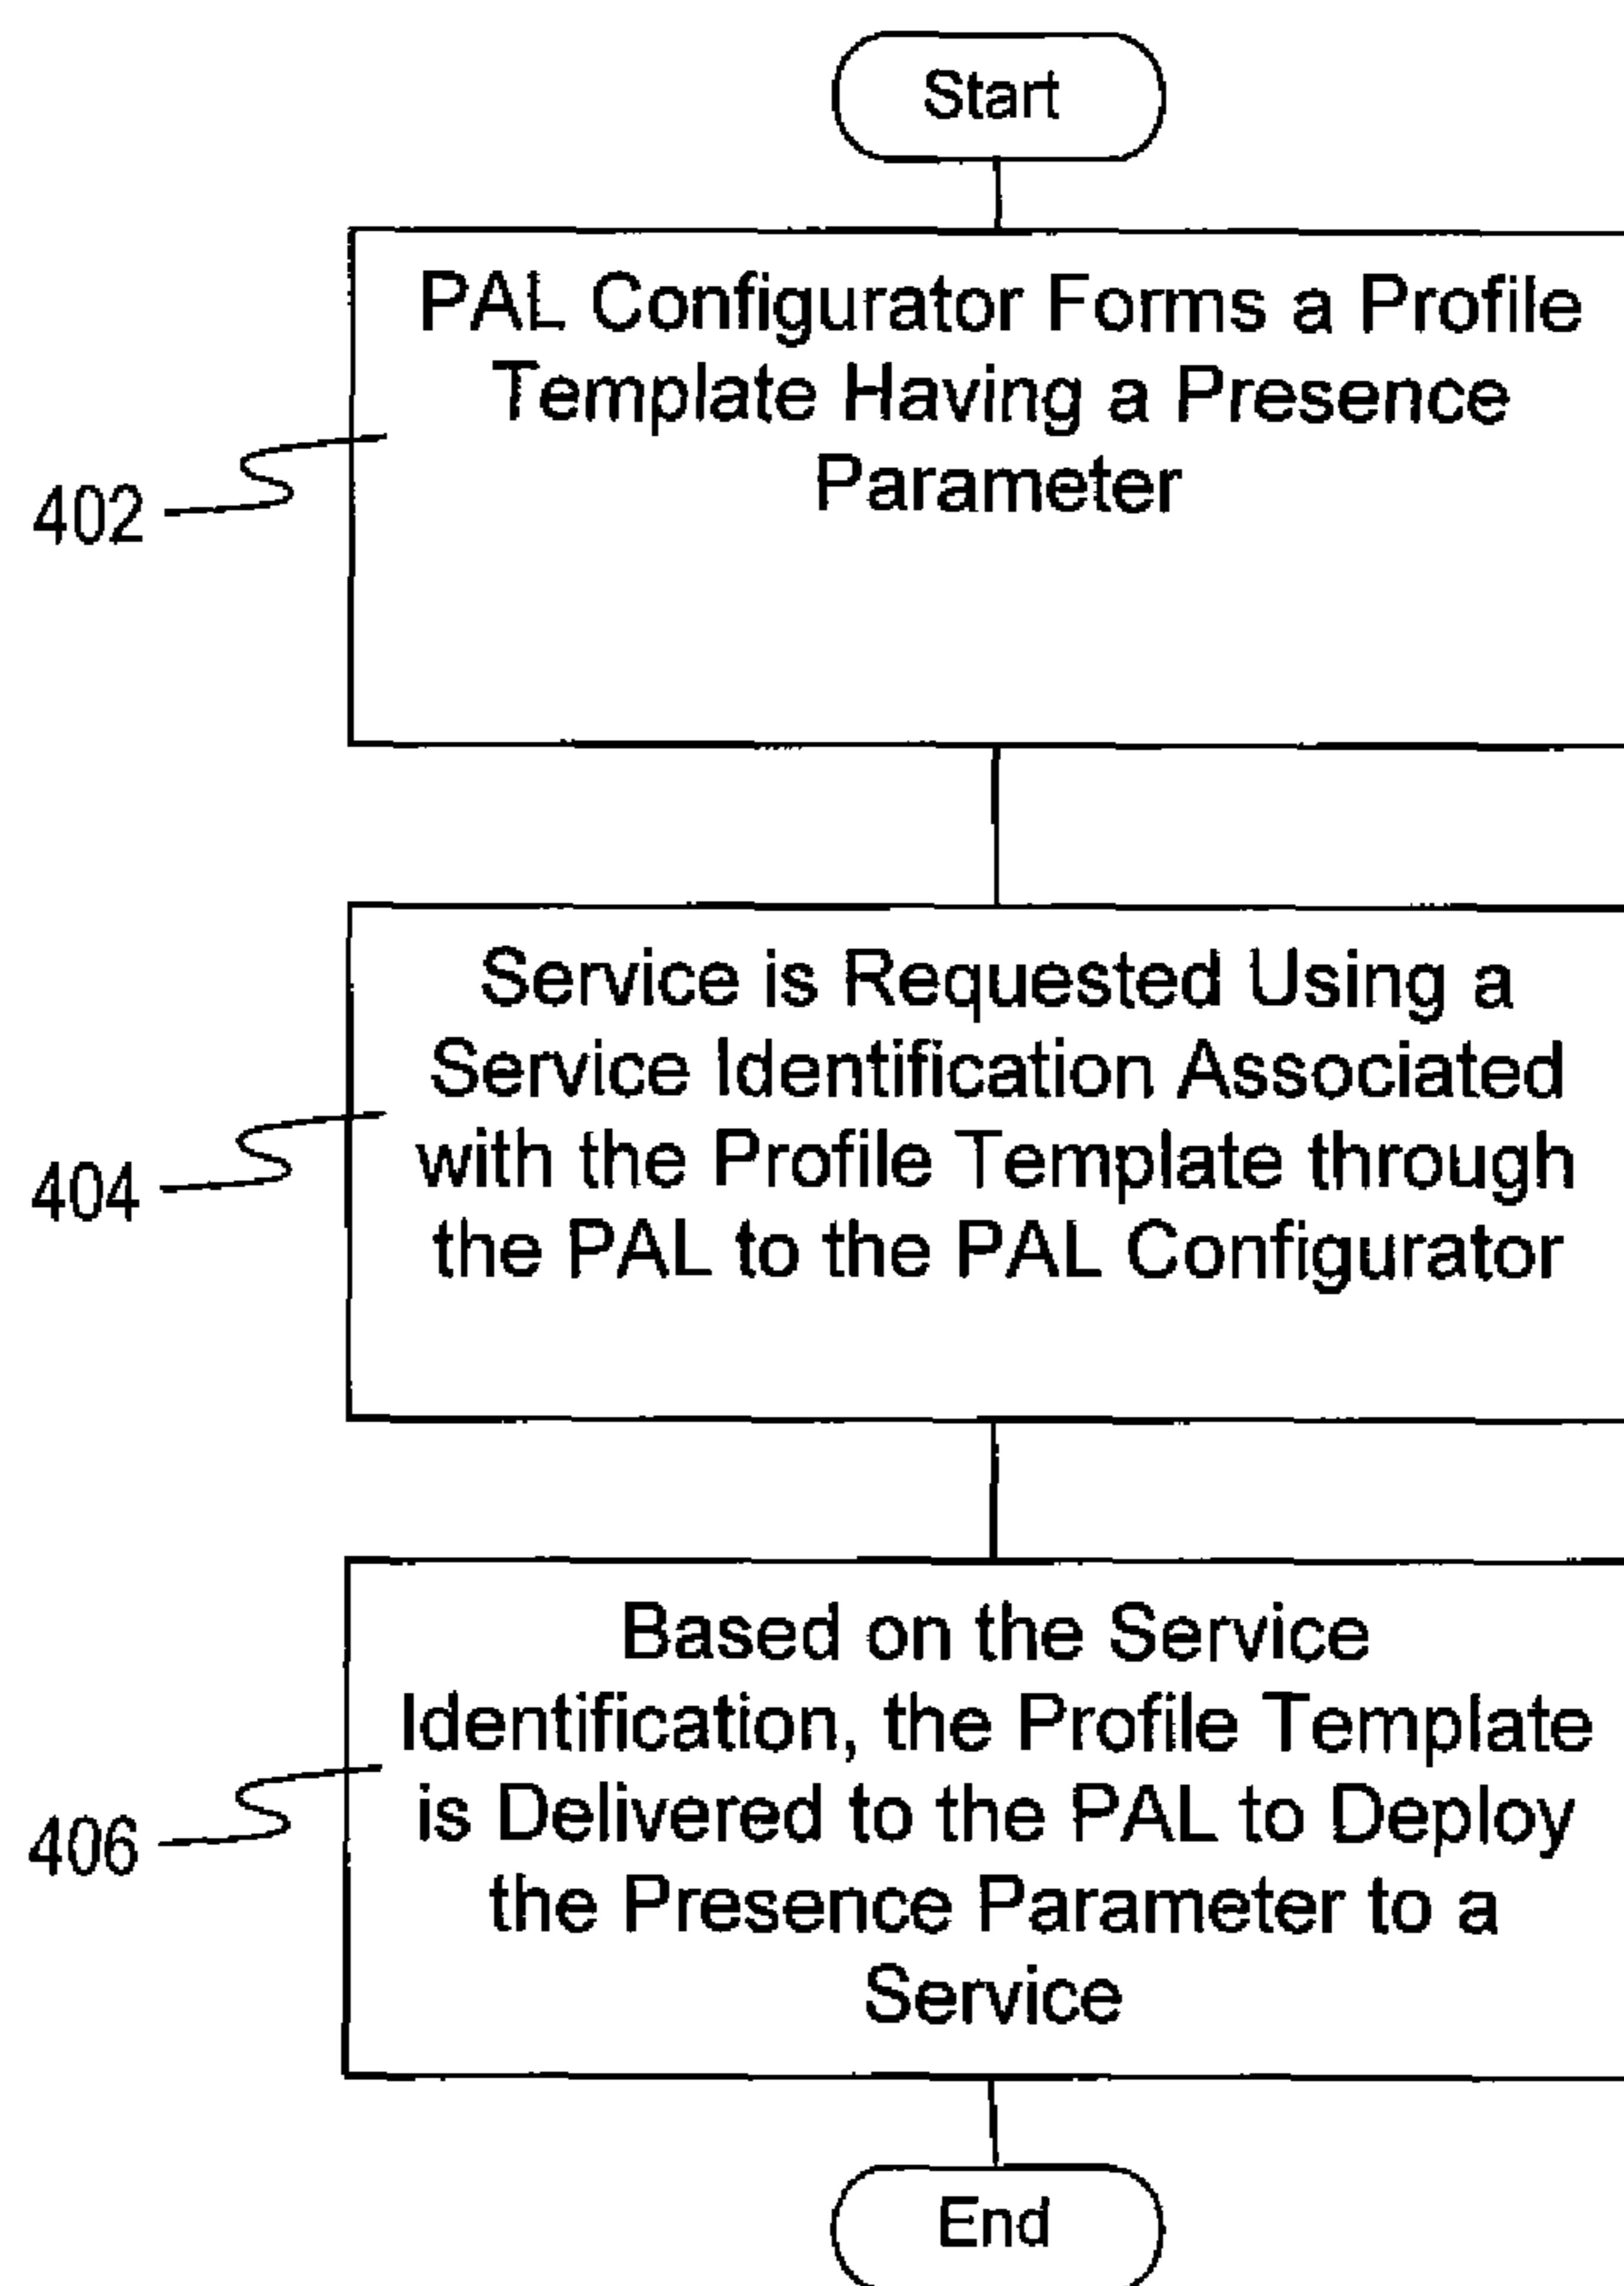 Start
PAL Configurator Forms a Profile
Template Having a Presence
Parameter
402
Service is Requested Using a
Service Identification Associated
with the Profile Template through
the PAL to the PAL Configurator
404
Based on the Service
Identification, the Profile Template
is Delivered to the PAL to Deploy
the Presence Parameter to a
Service
406
End